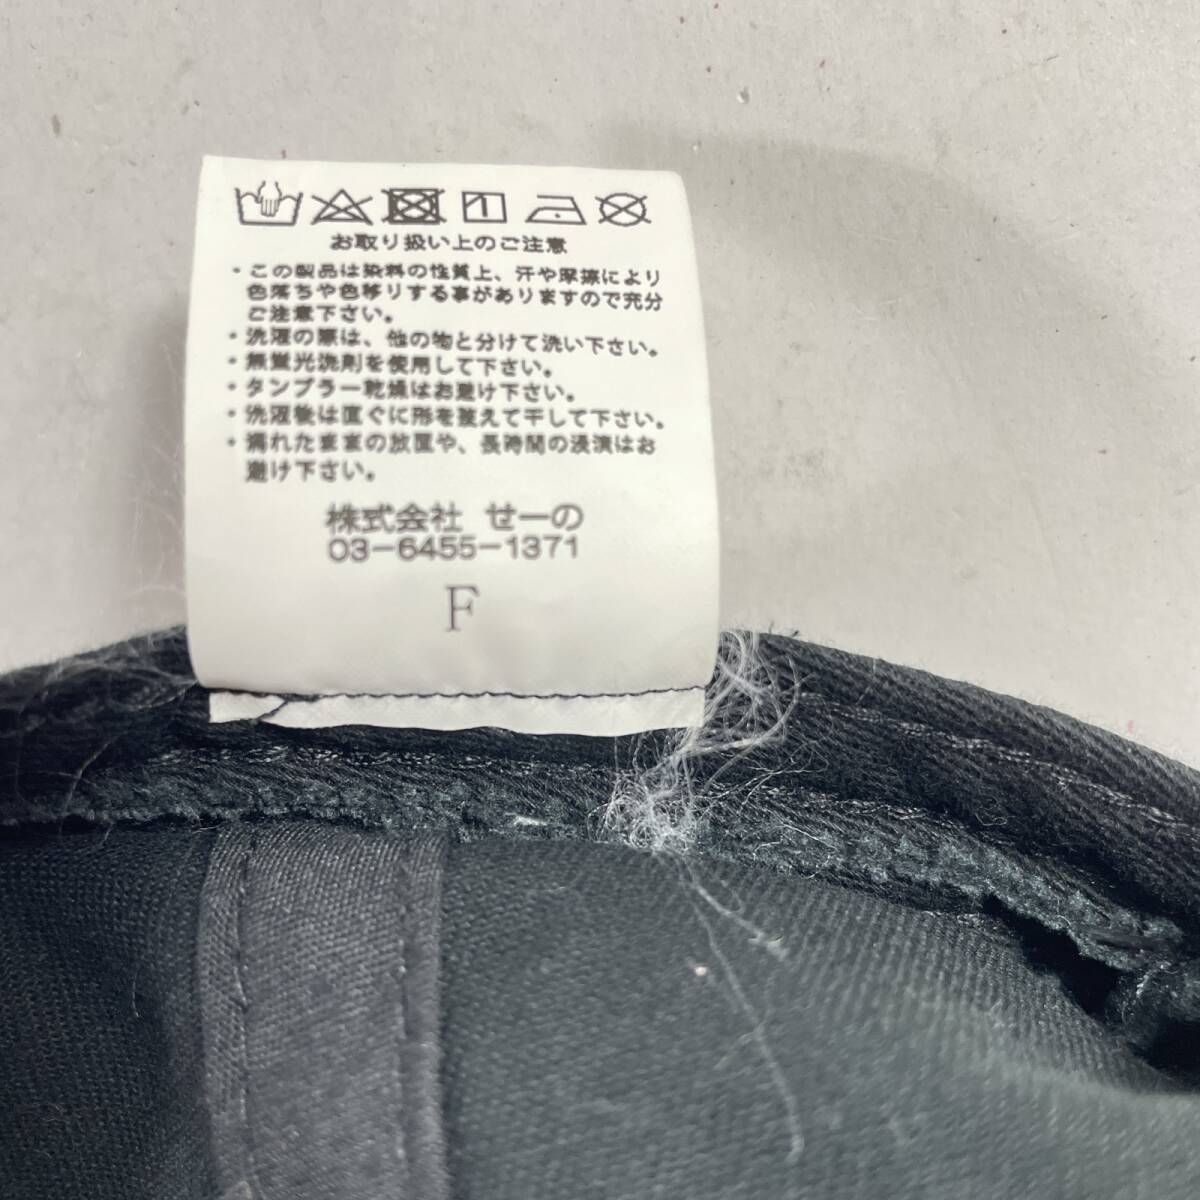 お取り扱い上のご注意
・この製品は染料の性質上、汗や摩擦により
色落ちや色移りする事がありますので充分
ご注意下さい。
・洗濯の際は、他の物と分けて洗い下さい。
・無蛍光洗剤を使用して下さい。
・タンブラー乾燥はお避け下さい。
・洗濯後は直ぐに形を整えて干して下さい。
・濡れたままの放置や、長時間の浸漬はお
避け下さい。
株式会社 せーの
03-6455-1371
F